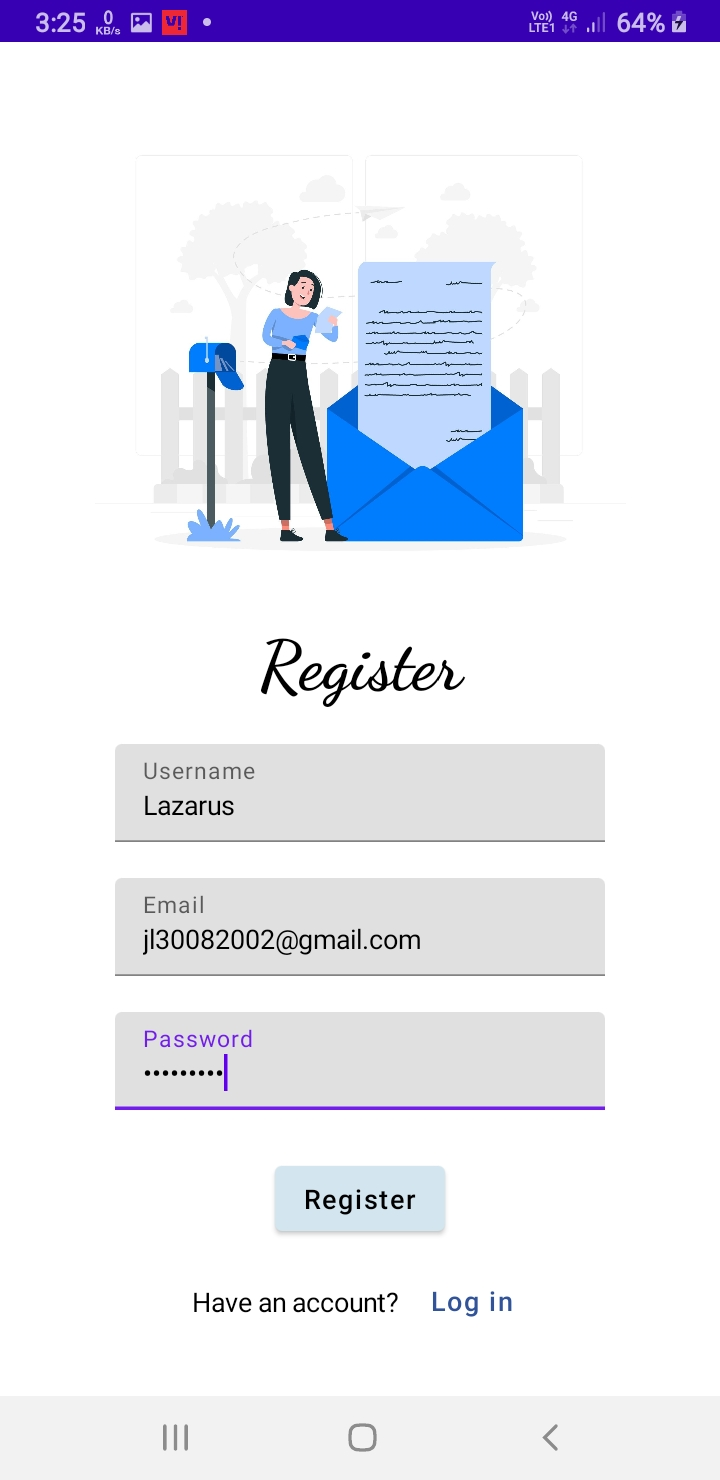 3:25 0 KB/s V! Vo)) LTE1 4G 64%
Register
Username
Lazarus
Email
jl30082002@gmail.com
Password
•••••••••
Register
Have an account? Log in